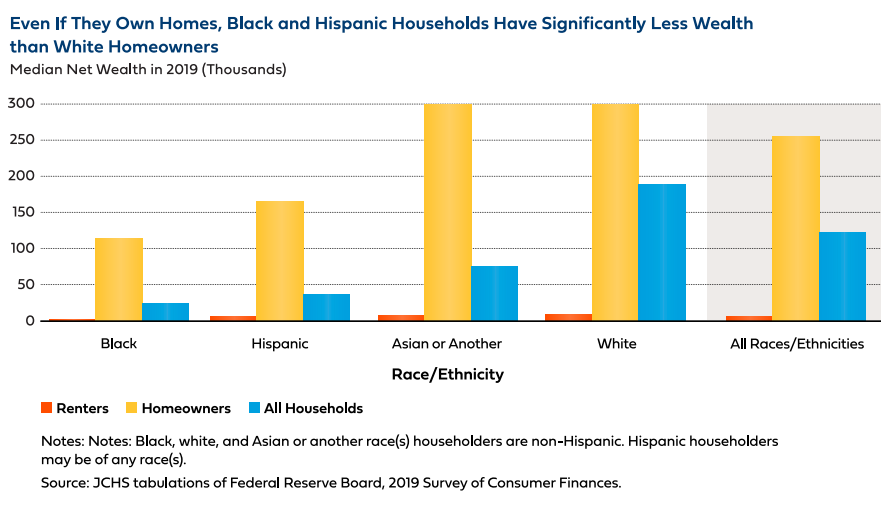 Even If They Own Homes, Black and Hispanic Households Have Significantly Less Wealth
than White Homeowners
Median Net Wealth in 2019 (Thousands)
300
250
200
150
100
50
0
Black
Hispanic
Asian or Another
White
All Races/Ethnicities
Race/Ethnicity
Renters
Homeowners
All Households
Notes: Notes: Black, white, and Asian or another race(s) householders are non-Hispanic. Hispanic householders
may be of any race(s).
Source: JCHS tabulations of Federal Reserve Board, 2019 Survey of Consumer Finances.